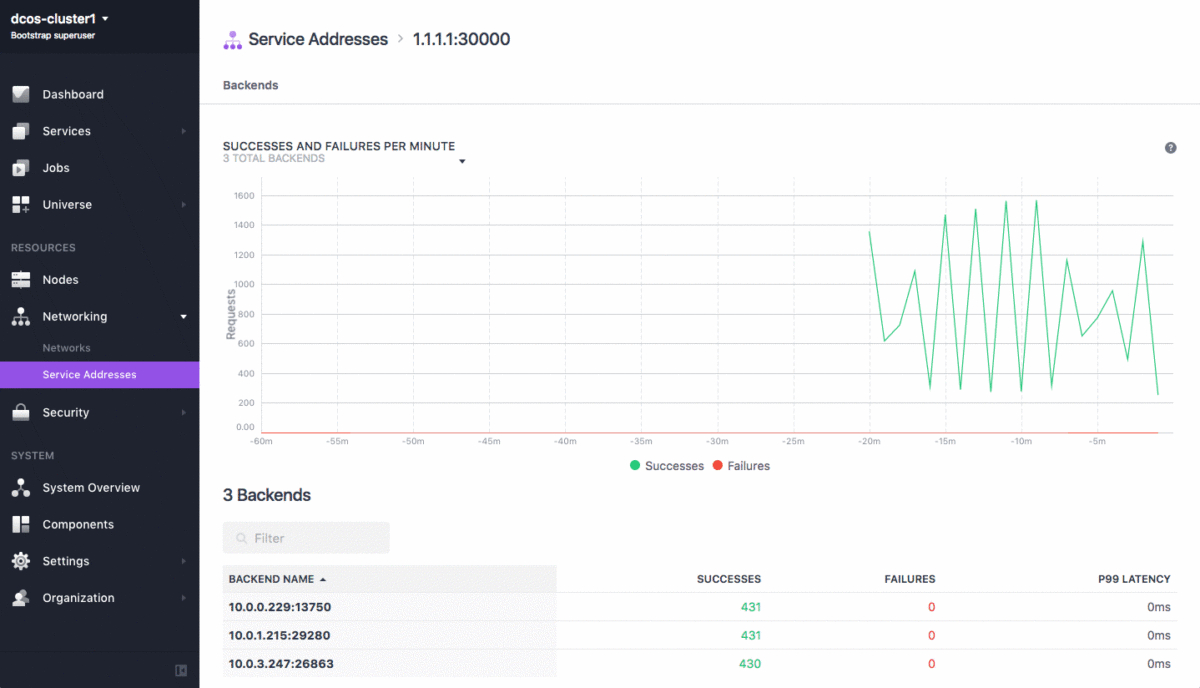 dcos-cluster1
Bootstrap superuser
Dashboard
Services
Jobs
Universe
RESOURCES
Nodes
Networking
Networks
Service Addresses
Security
SYSTEM
System Overview
Components
Settings
Organization
Service Addresses > 1.1.1.1:30000
Backends
SUCCESSES AND FAILURES PER MINUTE
3 TOTAL BACKENDS
?
Requests
1600
1400
1200
1000
800
600
400
200
0.00
-60m -55m -50m -45m -40m -35m -30m -25m -20m -15m -10m -5m
Successes Failures
3 Backends
Filter
BACKEND NAME SUCCESSES FAILURES P99 LATENCY
10.0.0.229:13750 431 0 0ms
10.0.1.215:29280 431 0 0ms
10.0.3.247:26863 430 0 0ms